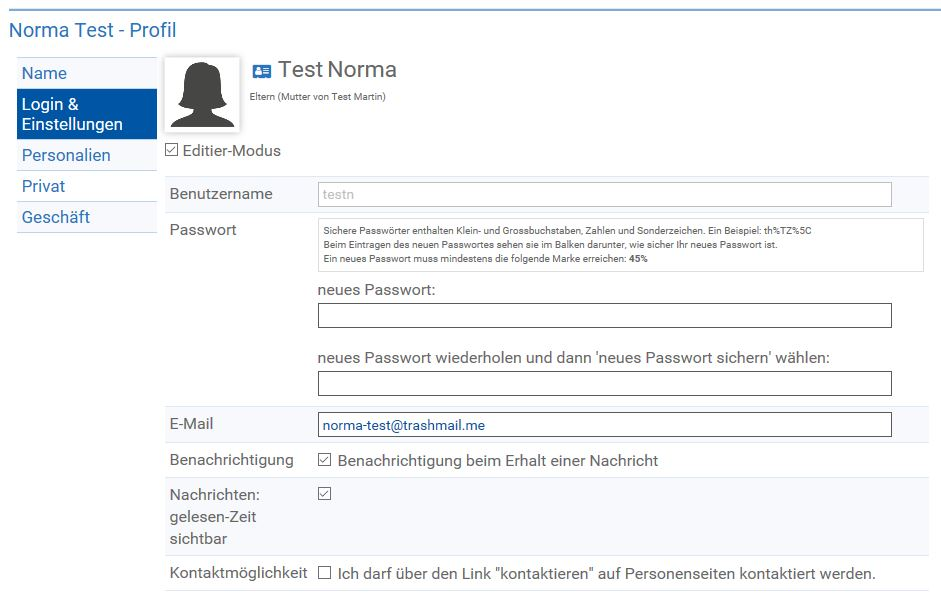 Norma Test - Profil
Name
Login &
Einstellungen
Personalien
Privat
Geschäft
Test Norma
Eltern (Mutter von Test Martin)
Editier-Modus
Benutzername
testn
Passwort
Sichere Passwörter enthalten Klein- und Grossbuchstaben, Zahlen und Sonderzeichen. Ein Beispiel: th%TZ%5C
Beim Eintragen des neuen Passwortes sehen sie im Balken darunter, wie sicher Ihr neues Passwort ist.
Ein neues Passwort muss mindestens die folgende Marke erreichen: 45%
neues Passwort:
neues Passwort wiederholen und dann 'neues Passwort sichern' wählen:
E-Mail
norma-test@trashmail.me
Benachrichtigung
Benachrichtigung beim Erhalt einer Nachricht
Nachrichten:
gelesen-Zeit
sichtbar
Kontaktmöglichkeit
Ich darf über den Link "kontaktieren" auf Personenseiten kontaktiert werden.